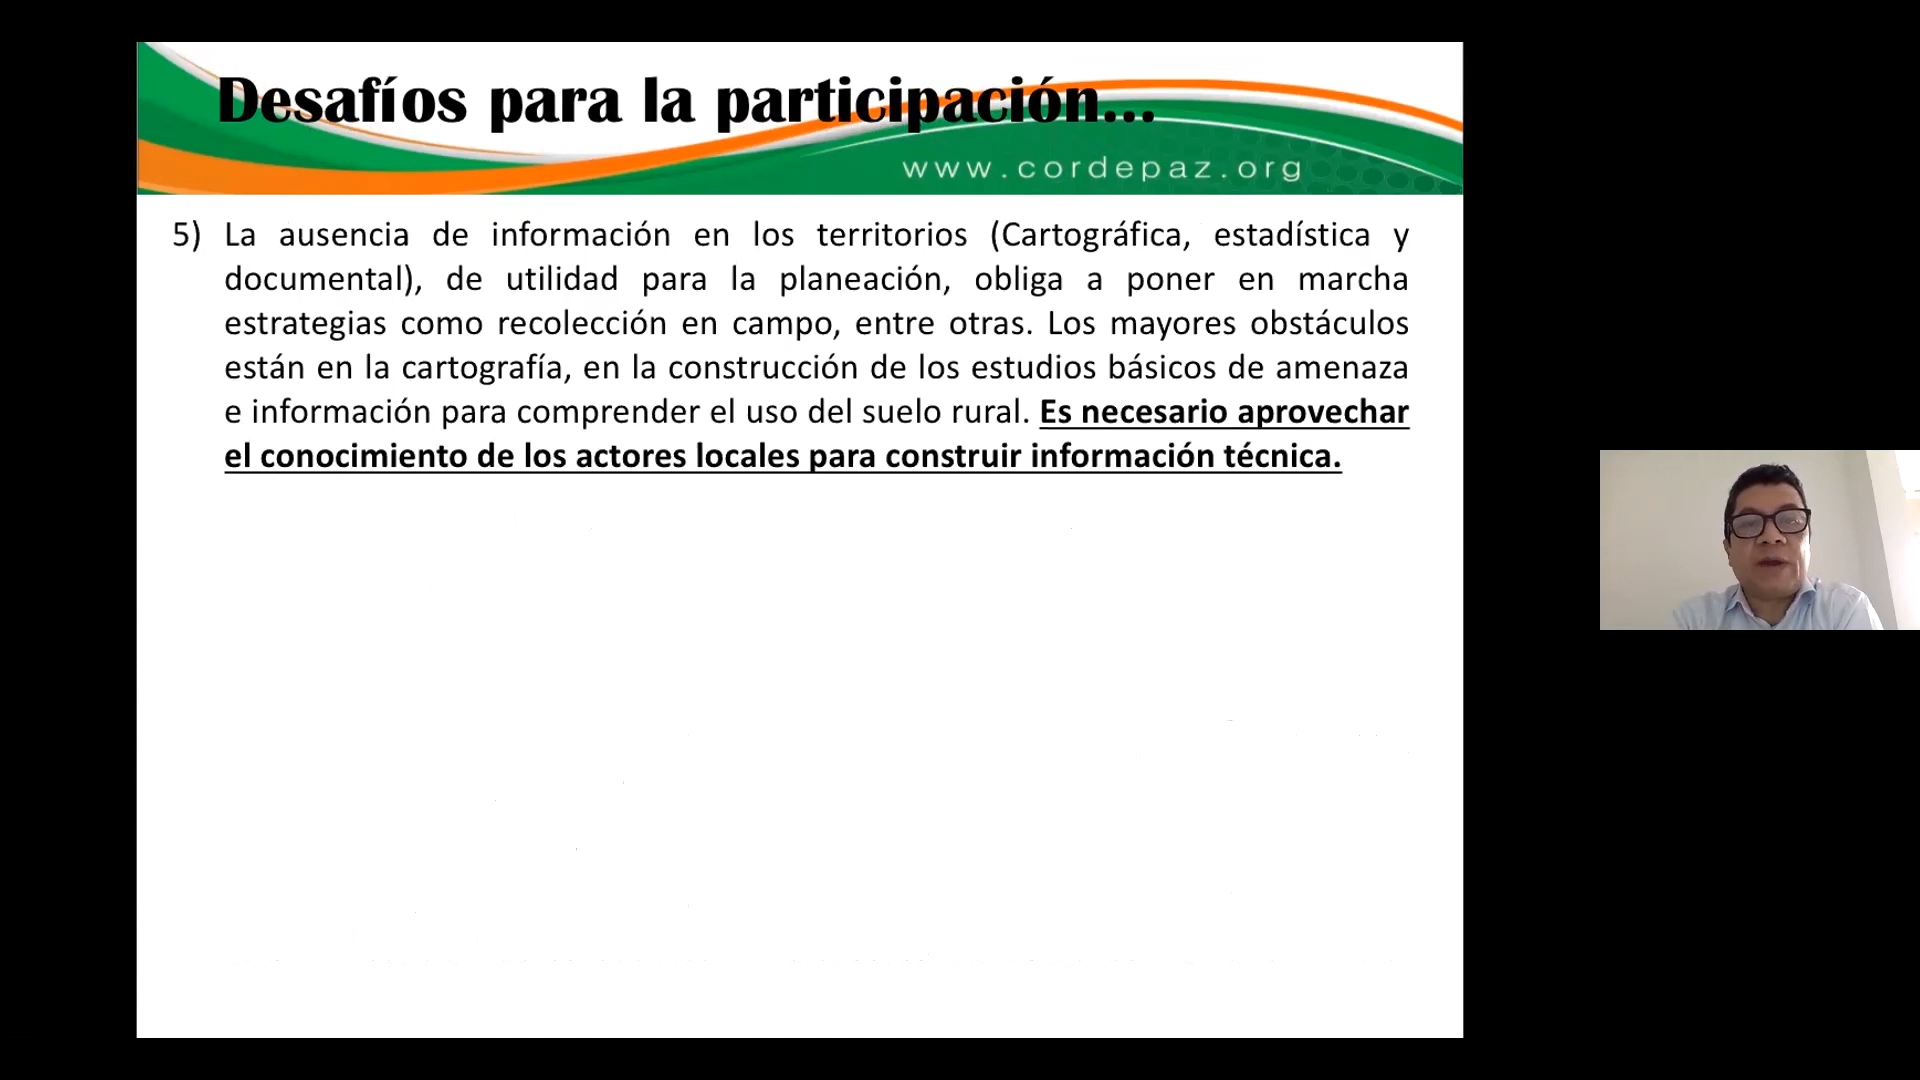 Desafíos para la participación...
www.cordepaz.org
5) La ausencia de información en los territorios (Cartográfica, estadística y
documental), de utilidad para la planeación, obliga a poner en marcha
estrategias como recolección en campo, entre otras. Los mayores obstáculos
están en la cartografía, en la construcción de los estudios básicos de amenaza
e información para comprender el uso del suelo rural. Es necesario aprovechar
el conocimiento de los actores locales para construir información técnica.